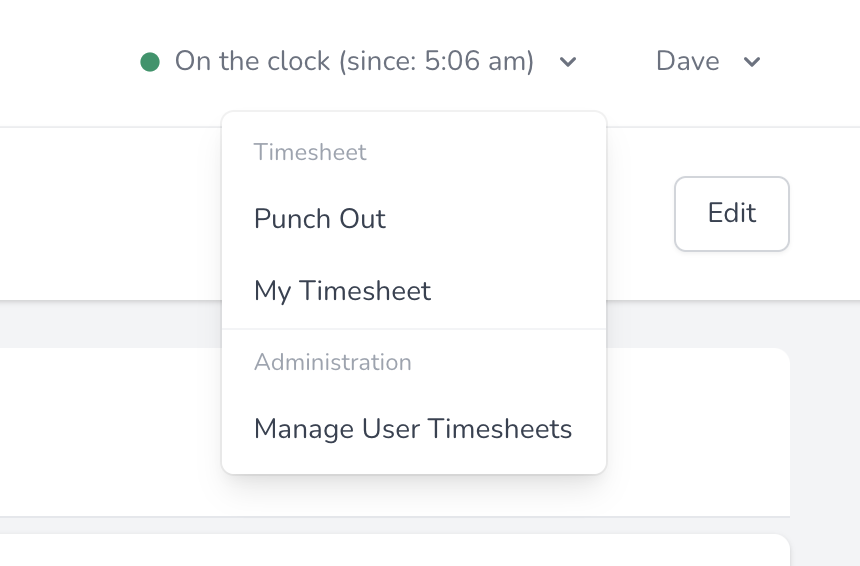 On the clock (since: 5:06 am)
Dave
Timesheet
Punch Out
My Timesheet
Administration
Manage User Timesheets
Edit